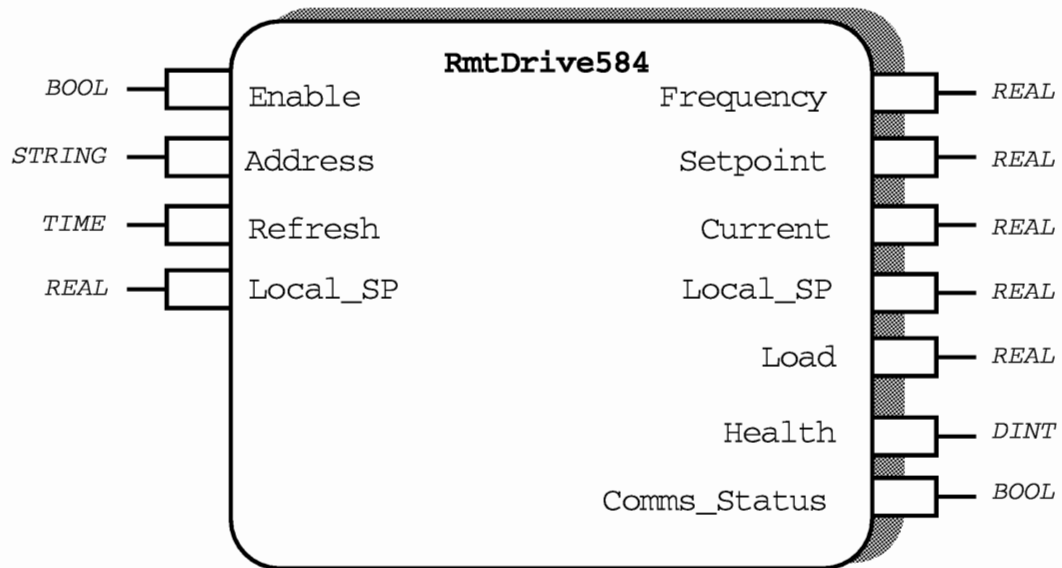 RmtDrive584
BOOL Enable Frequency REAL
STRING Address Setpoint REAL
TIME Refresh Current REAL
REAL Local_SP Local_SP REAL
Load REAL
Health DINT
Comms_Status BOOL